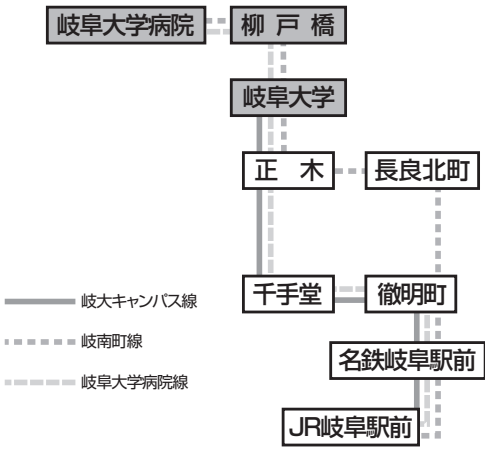 岐阜大学病院
柳戸橋
岐阜大学
正木
長良北町
千手堂
徹明町
名鉄岐阜駅前
JR岐阜駅前
岐大キャンパス線
岐南町線
岐阜大学病院線